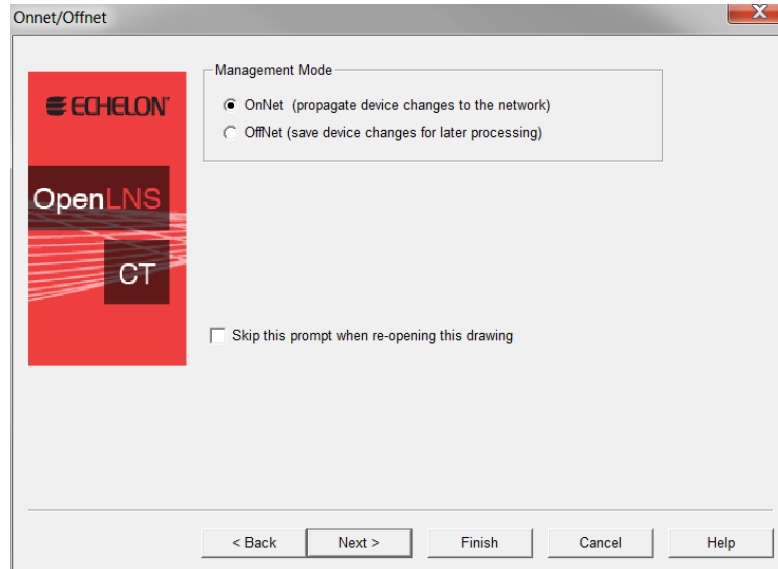 Onnet/Offnet
ECHELON
OpenLNS
CT
Management Mode
OnNet (propagate device changes to the network)
OffNet (save device changes for later processing)
Skip this prompt when re-opening this drawing
< Back Next > Finish Cancel Help